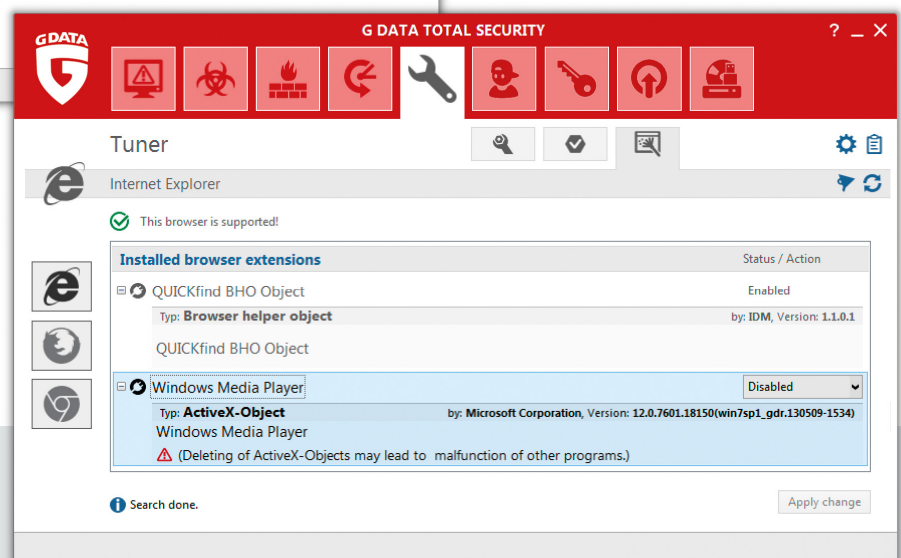 G DATA TOTAL SECURITY
? _ X
G DATA
Tuner
Internet Explorer
This browser is supported!
Installed browser extensions Status / Action
QUICKfind BHO Object Enabled
Typ: Browser helper object by: IDM, Version: 1.1.0.1
QUICKfind BHO Object
Windows Media Player Disabled
Typ: ActiveX-Object by: Microsoft Corporation, Version: 12.0.7601.18150(win7sp1_gdr.130509-1534)
Windows Media Player
(Deleting of ActiveX-Objects may lead to malfunction of other programs.)
Search done.
Apply change